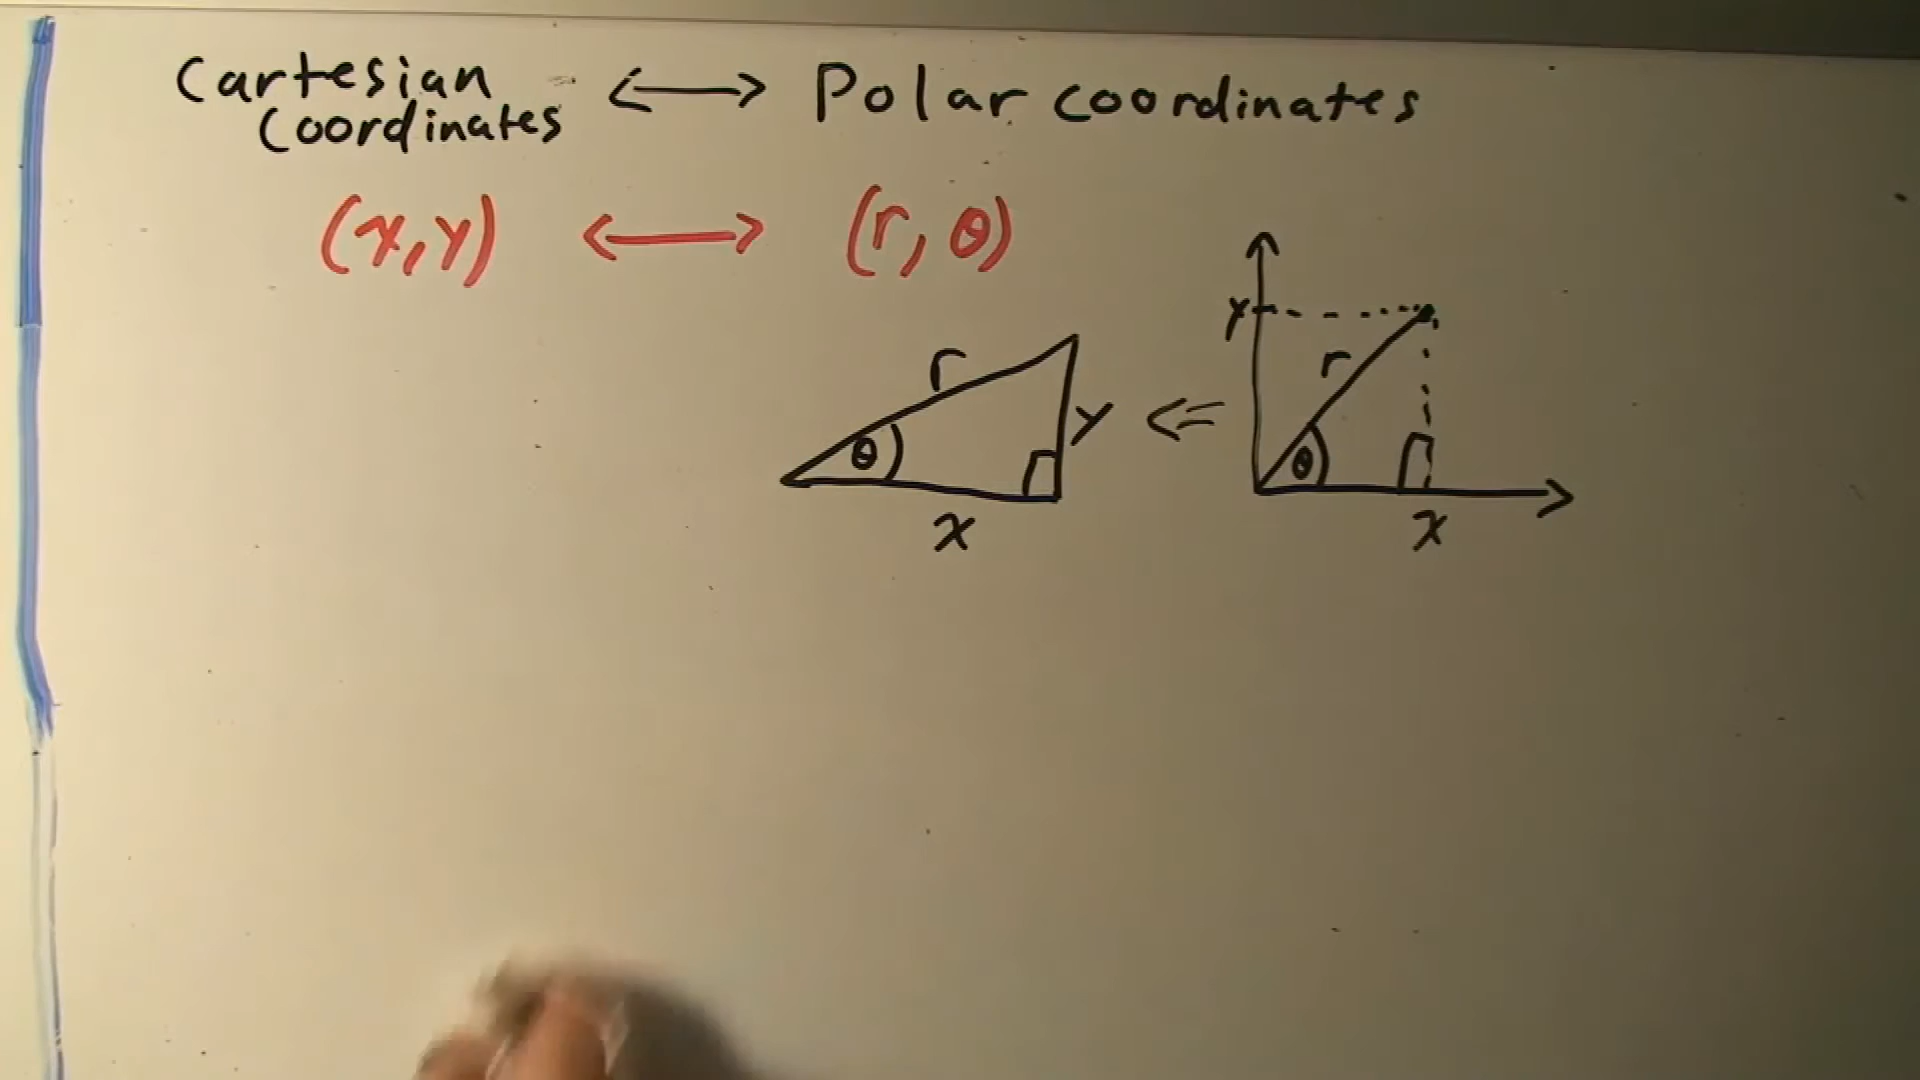 Cartesian Coordinates ⟷ Polar coordinates
(x,y) ⟷ (r, θ)
y
r
r
θ
y ⇐
θ
x
x